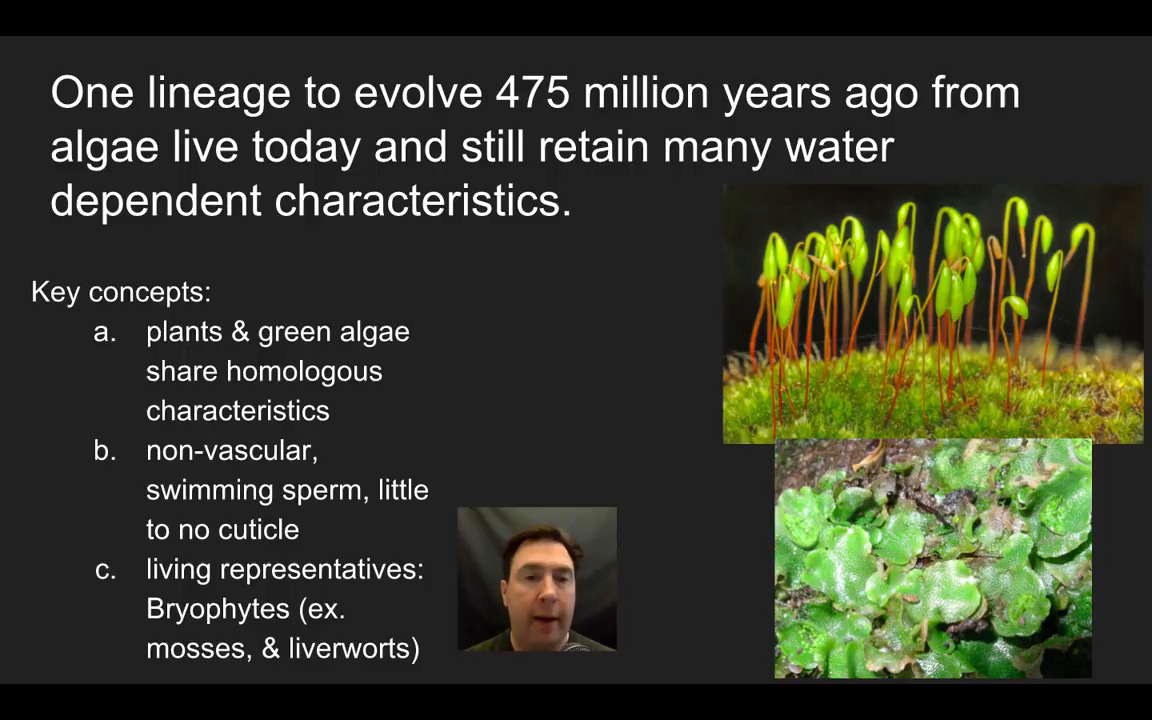 One lineage to evolve 475 million years ago from
algae live today and still retain many water
dependent characteristics.
Key concepts:
a. plants & green algae
share homologous
characteristics
b. non-vascular,
swimming sperm, little
to no cuticle
c. living representatives:
Bryophytes (ex.
mosses, & liverworts)